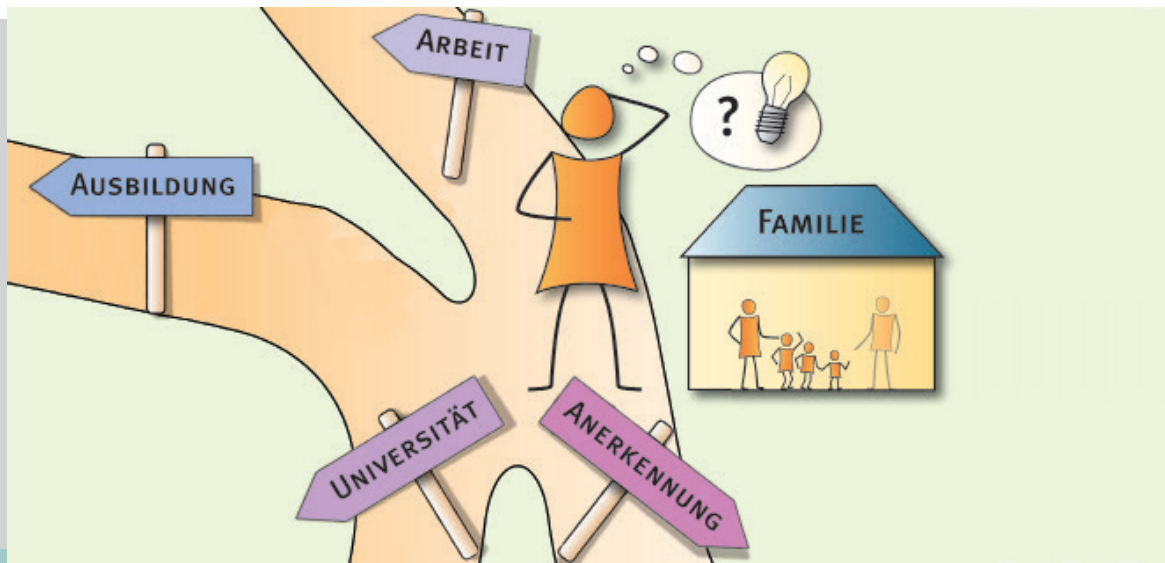 ARBEIT
?
AUSBILDUNG
FAMILIE
UNIVERSITÄT
ANERKENNUNG